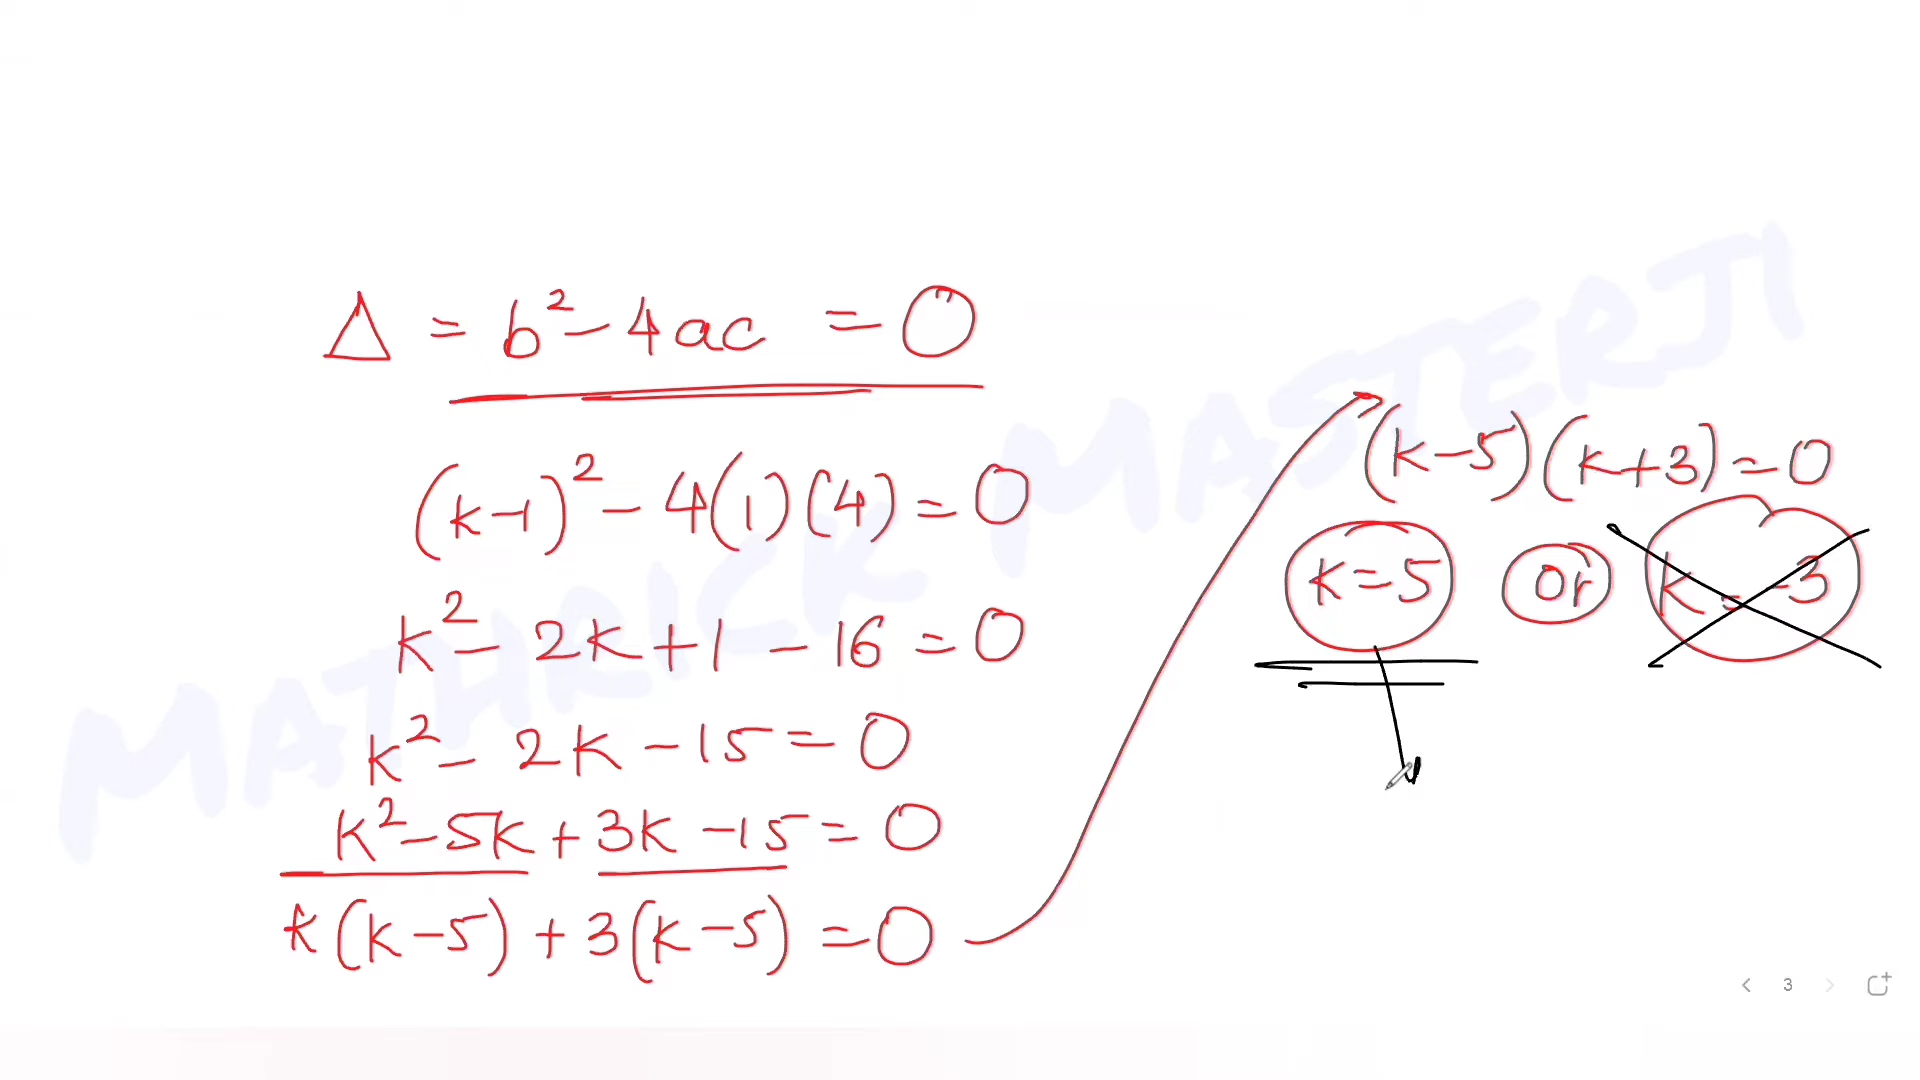 Δ = b² - 4ac = 0
(k-1)² - 4(1)(4) = 0
k² - 2k + 1 - 16 = 0
k² - 2k - 15 = 0
k² - 5k + 3k - 15 = 0
k(k-5) + 3(k-5) = 0
(k-5)(k+3) = 0
k = 5 or k = -3
MATHRICK MASTERJI
< 3 >